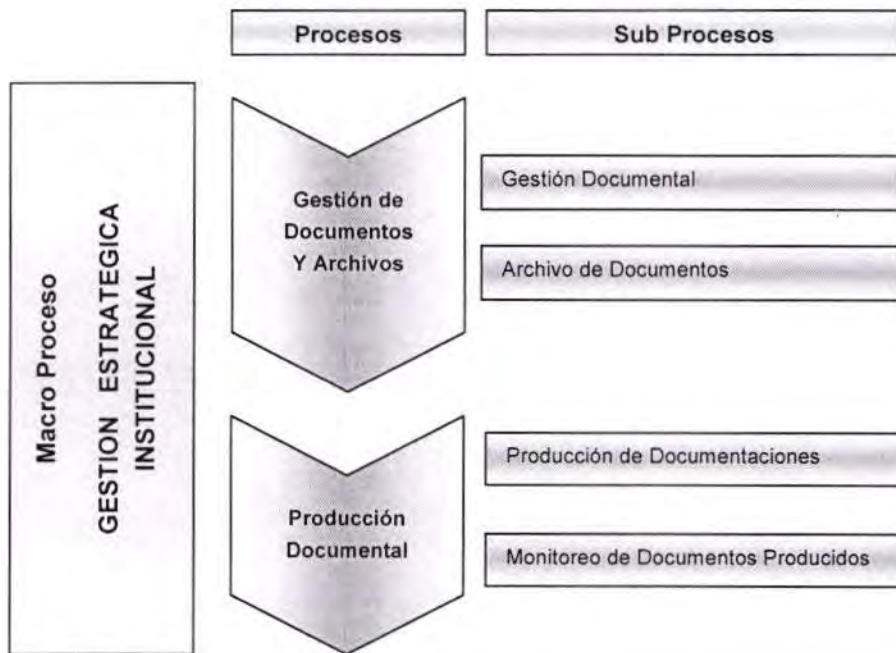 Procesos
Sub Procesos
Macro Proceso
GESTION ESTRATEGICA
INSTITUCIONAL
Gestión de
Documentos
Y Archivos
Gestión Documental
Archivo de Documentos
Producción
Documental
Producción de Documentaciones
Monitoreo de Documentos Producidos